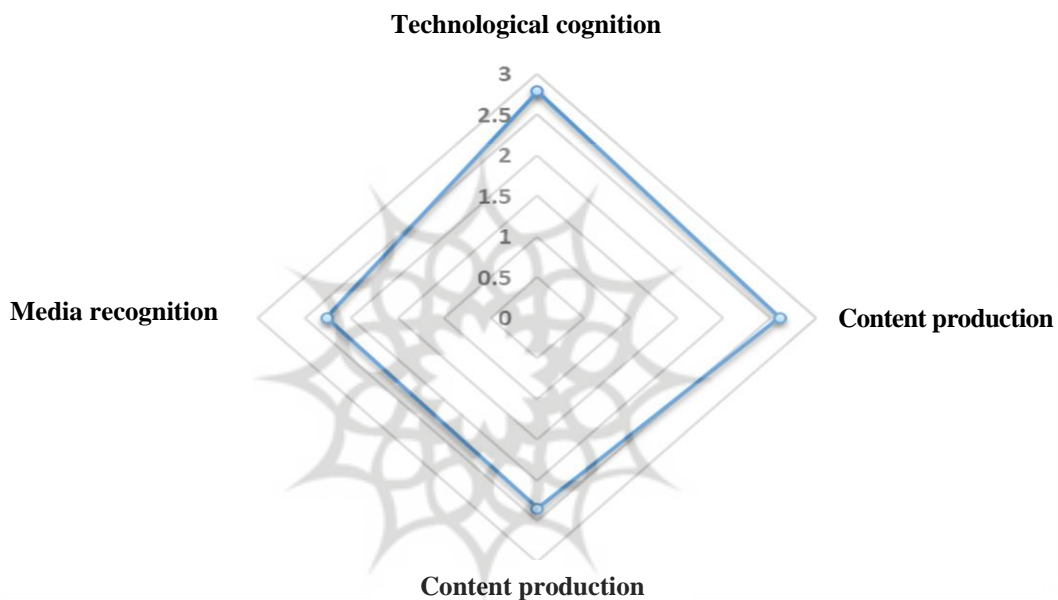 Technological cognition
3
2.5
2
1.5
1
0.5
0
Media recognition
Content production
Content production